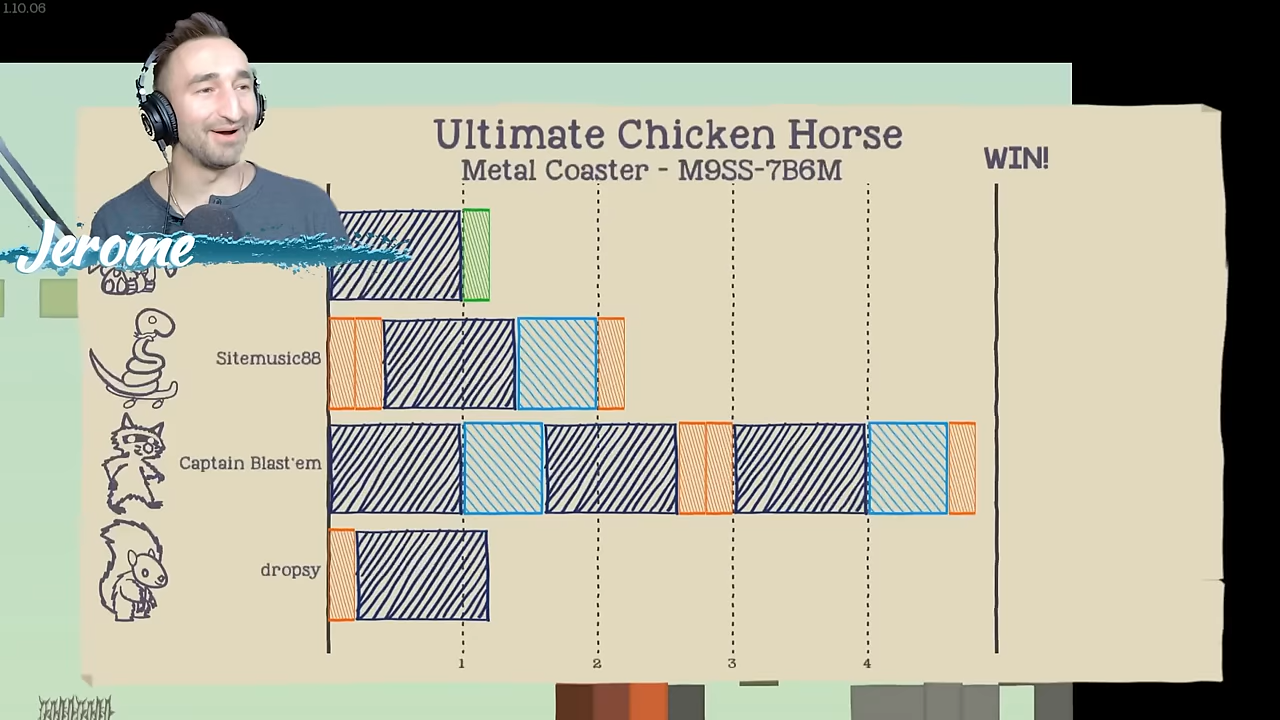 1.10.06
Ultimate Chicken Horse
Metal Coaster - M9SS-7B6M
WIN!
Jerome
Sitemusic88
Captain Blast'em
dropsy
1 2 3 4